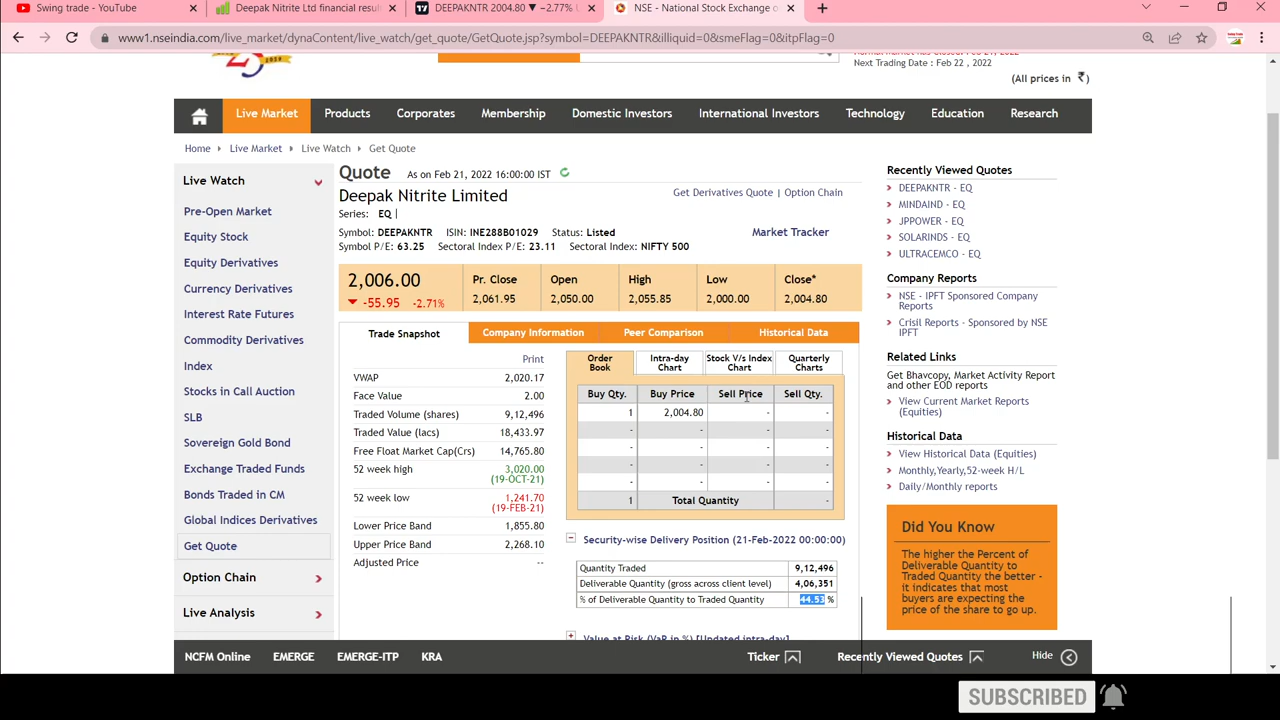 Swing trade - YouTube
Deepak Nitrite Ltd financial resul
DEEPAKNTR 2004.80 ▼ −2.77% U
NSE - National Stock Exchange o
www1.nseindia.com/live_market/dynaContent/live_watch/get_quote/GetQuote.jsp?symbol=DEEPAKNTR&illiquid=0&smeFlag=0&itpFlag=0
Normal Market has Closed. Feb 21, 2022
Next Trading Date : Feb 22 , 2022
(All prices in ₹)
Live Market
Products
Corporates
Membership
Domestic Investors
International Investors
Technology
Education
Research
Home › Live Market › Live Watch › Get Quote
Live Watch
Pre-Open Market
Equity Stock
Equity Derivatives
Currency Derivatives
Interest Rate Futures
Commodity Derivatives
Index
Stocks in Call Auction
SLB
Sovereign Gold Bond
Exchange Traded Funds
Bonds Traded in CM
Global Indices Derivatives
Get Quote
Option Chain
Live Analysis
Quote As on Feb 21, 2022 16:00:00 IST
Deepak Nitrite Limited
Get Derivatives Quote | Option Chain
Series: EQ |
Symbol: DEEPAKNTR ISIN: INE288B01029 Status: Listed
Market Tracker
Symbol P/E: 63.25 Sectoral Index P/E: 23.11 Sectoral Index: NIFTY 500
2,006.00 Pr. Close Open High Low Close*
▼ -55.95 -2.71% 2,061.95 2,050.00 2,055.85 2,000.00 2,004.80
Trade Snapshot
Company Information
Peer Comparison
Historical Data
Print
VWAP 2,020.17
Face Value 2.00
Traded Volume (shares) 9,12,496
Traded Value (lacs) 18,433.97
Free Float Market Cap(Crs) 14,765.80
52 week high 3,020.00
(19-OCT-21)
52 week low 1,241.70
(19-FEB-21)
Lower Price Band 1,855.80
Upper Price Band 2,268.10
Adjusted Price --
Order Book
Intra-day Chart
Stock V/s Index Chart
Quarterly Charts
Buy Qty. Buy Price Sell Price Sell Qty.
1 2,004.80 - -
- - - -
- - - -
- - - -
- - - -
1 Total Quantity -
Security-wise Delivery Position (21-Feb-2022 00:00:00)
Quantity Traded 9,12,496
Deliverable Quantity (gross across client level) 4,06,351
% of Deliverable Quantity to Traded Quantity 44.53 %
Value at Risk (VaR in %) [Updated intra-day]
Recently Viewed Quotes
DEEPAKNTR - EQ
MINDAIND - EQ
JPPOWER - EQ
SOLARINDS - EQ
ULTRACEMCO - EQ
Company Reports
NSE - IPFT Sponsored Company
Reports
Crisil Reports - Sponsored by NSE
IPFT
Related Links
Get Bhavcopy, Market Activity Report
and other EOD reports
View Current Market Reports
(Equities)
Historical Data
View Historical Data (Equities)
Monthly,Yearly,52-week H/L
Daily/Monthly reports
Did You Know
The higher the Percent of
Deliverable Quantity to
Traded Quantity the better -
it indicates that most
buyers are expecting the
price of the share to go up.
NCFM Online
EMERGE
EMERGE-ITP
KRA
Ticker
Recently Viewed Quotes
Hide
SUBSCRIBED